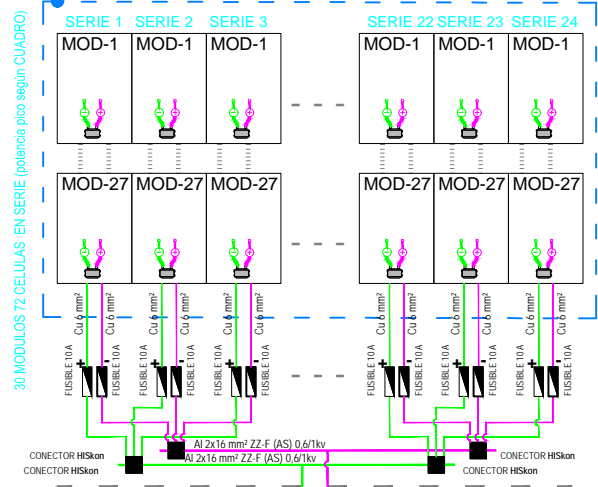 SERIE 1 SERIE 2 SERIE 3 SERIE 22 SERIE 23 SERIE 24
MOD-1 MOD-1 MOD-1 MOD-1 MOD-1 MOD-1
MOD-27 MOD-27 MOD-27 MOD-27 MOD-27 MOD-27
30 MODULOS 72 CELULAS EN SERIE (potencia pico según CUADRO)
Cu 6 mm² Cu 6 mm² Cu 6 mm² Cu 6 mm² Cu 6 mm² Cu 6 mm² Cu 6 mm² Cu 6 mm² Cu 6 mm² Cu 6 mm² Cu 6 mm² Cu 6 mm²
+ - + - + - + - + - + -
FUSIBLE 10A FUSIBLE 10A FUSIBLE 10A FUSIBLE 10A FUSIBLE 10A FUSIBLE 10A FUSIBLE 10A FUSIBLE 10A FUSIBLE 10A FUSIBLE 10A FUSIBLE 10A FUSIBLE 10A
Al 2x16 mm² ZZ-F (AS) 0,6/1kv
CONECTOR HISkon CONECTOR HISkon
Al 2x16 mm² ZZ-F (AS) 0,6/1kv
CONECTOR HISkon CONECTOR HISkon